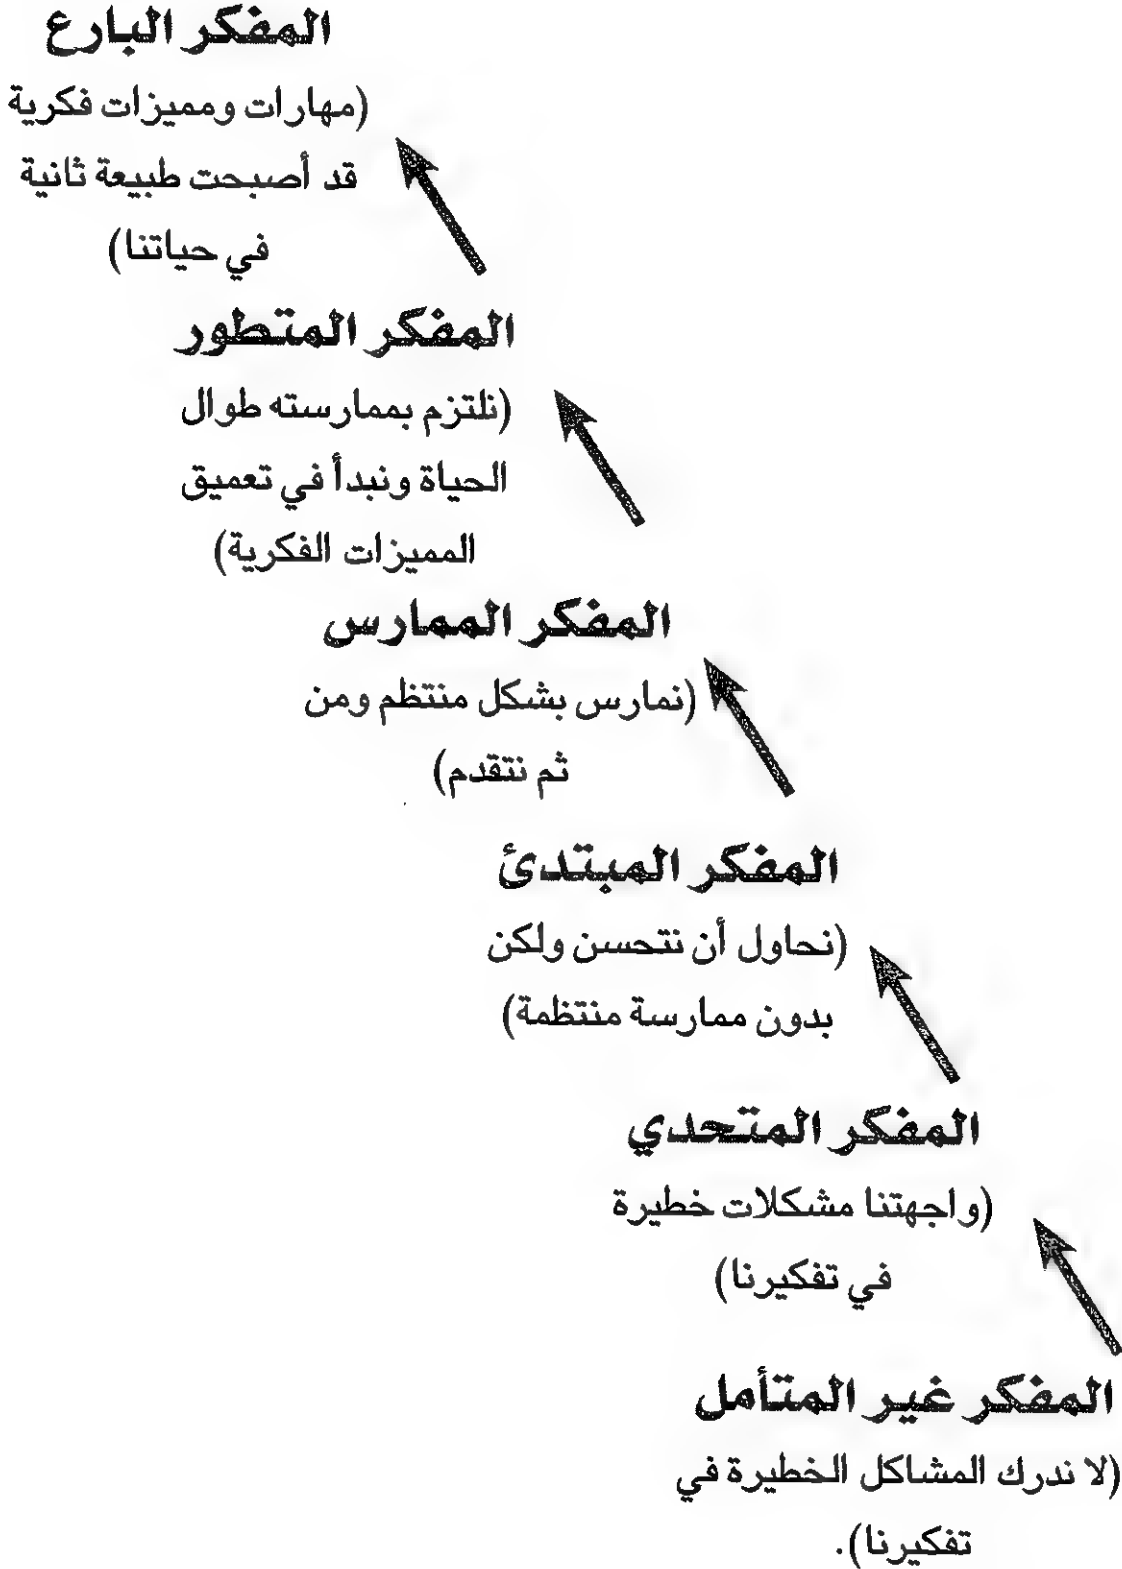 المفكر البارع
(مهارات ومميزات فكرية
قد أصبحت طبيعة ثانية
في حياتنا)
المفكر المتطور
(نلتزم بممارسته طوال
الحياة ونبدأ في تعميق
المميزات الفكرية)
المفكر الممارس
(نمارس بشكل منتظم ومن
ثم نتقدم)
المفكر المبتدئ
(نحاول أن نتحسن ولكن
بدون ممارسة منتظمة)
المفكر المتحدي
(واجهتنا مشكلات خطيرة
في تفكيرنا)
المفكر غير المتأمل
(لا ندرك المشاكل الخطيرة في
تفكيرنا).